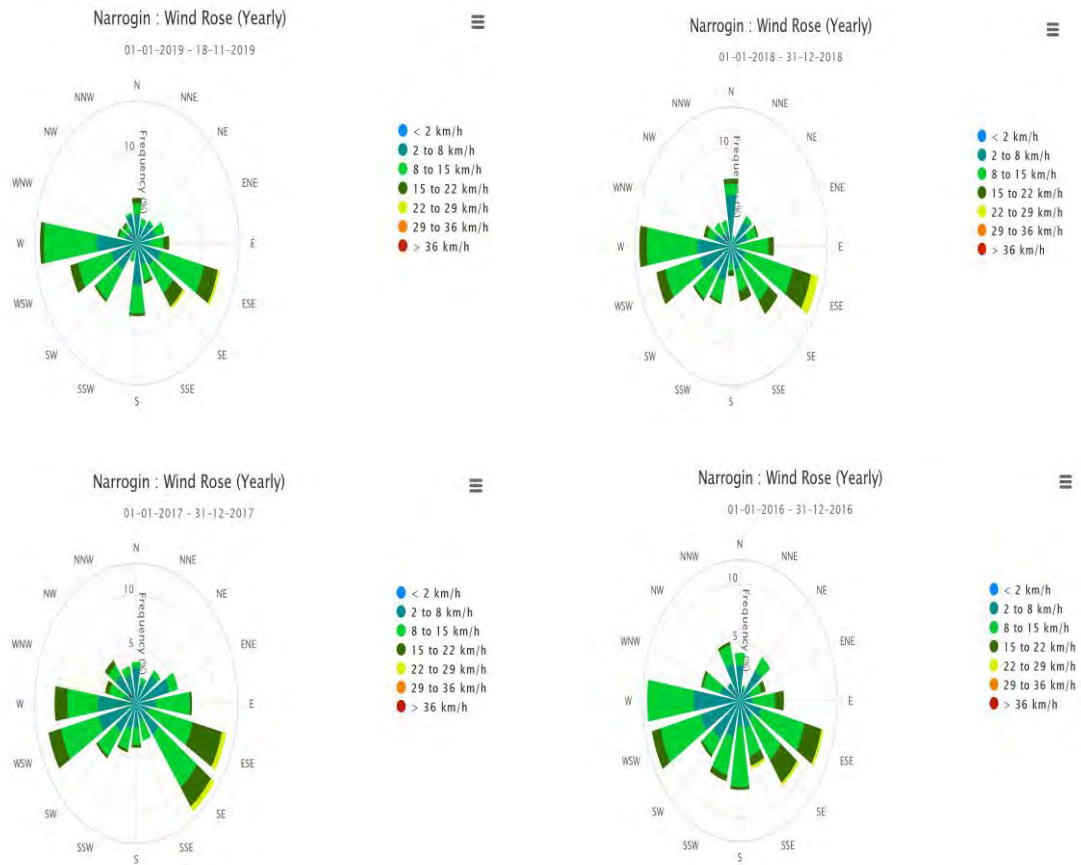 Narrogin : Wind Rose (Yearly)
01-01-2019 - 18-11-2019
N
NNW
NNE
NW
NE
10
WNW
ENE
Frequency (%)
W
E
WSW
ESE
SW
SE
SSW
SSE
S
< 2 km/h
2 to 8 km/h
8 to 15 km/h
15 to 22 km/h
22 to 29 km/h
29 to 36 km/h
> 36 km/h
Narrogin : Wind Rose (Yearly)
01-01-2018 - 31-12-2018
N
NNW
NNE
NW
NE
10
WNW
ENE
Frequency (%)
W
E
WSW
ESE
SW
SE
SSW
SSE
S
< 2 km/h
2 to 8 km/h
8 to 15 km/h
15 to 22 km/h
22 to 29 km/h
29 to 36 km/h
> 36 km/h
Narrogin : Wind Rose (Yearly)
01-01-2017 - 31-12-2017
N
NNW
NNE
NW
NE
10
WNW
ENE
5
Frequency (%)
W
E
WSW
ESE
SW
SE
SSW
SSE
S
< 2 km/h
2 to 8 km/h
8 to 15 km/h
15 to 22 km/h
22 to 29 km/h
29 to 36 km/h
> 36 km/h
Narrogin : Wind Rose (Yearly)
01-01-2016 - 31-12-2016
N
NNW
NNE
NW
NE
10
WNW
ENE
5
Frequency (%)
W
E
WSW
ESE
SW
SE
SSW
SSE
S
< 2 km/h
2 to 8 km/h
8 to 15 km/h
15 to 22 km/h
22 to 29 km/h
29 to 36 km/h
> 36 km/h